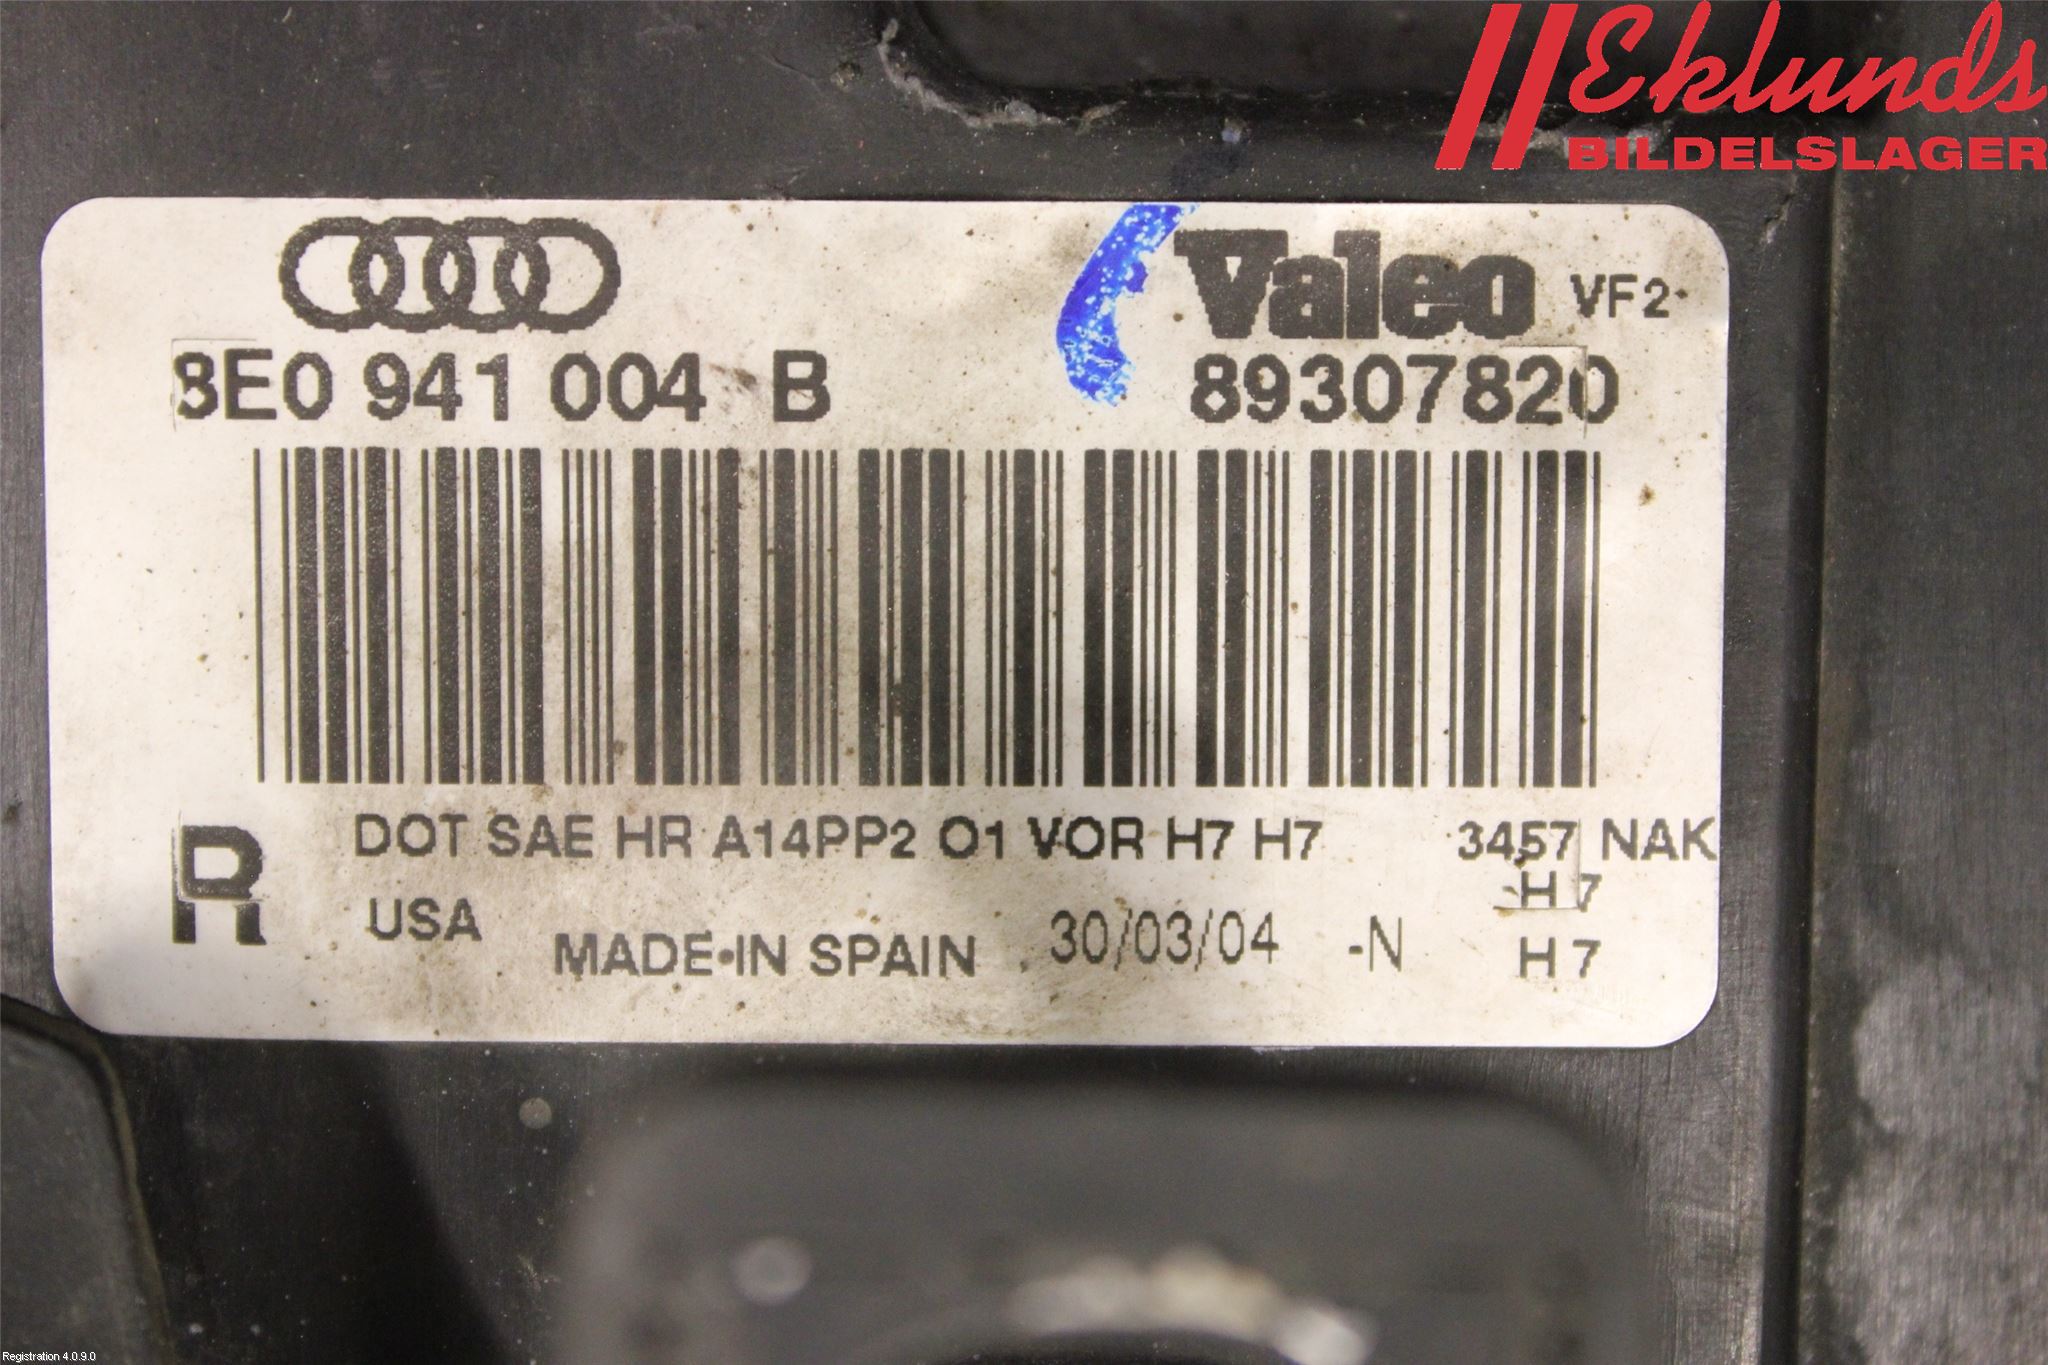 Eklunds
BILDELSLAGER
Valeo VF2
8E0 941 004 B 89307820
DOT SAE HR A14PP2 O1 VOR H7 H7 3457 NAK
H7
R USA
MADE IN SPAIN 30/03/04 -N H7
Registration 4.0.9.0